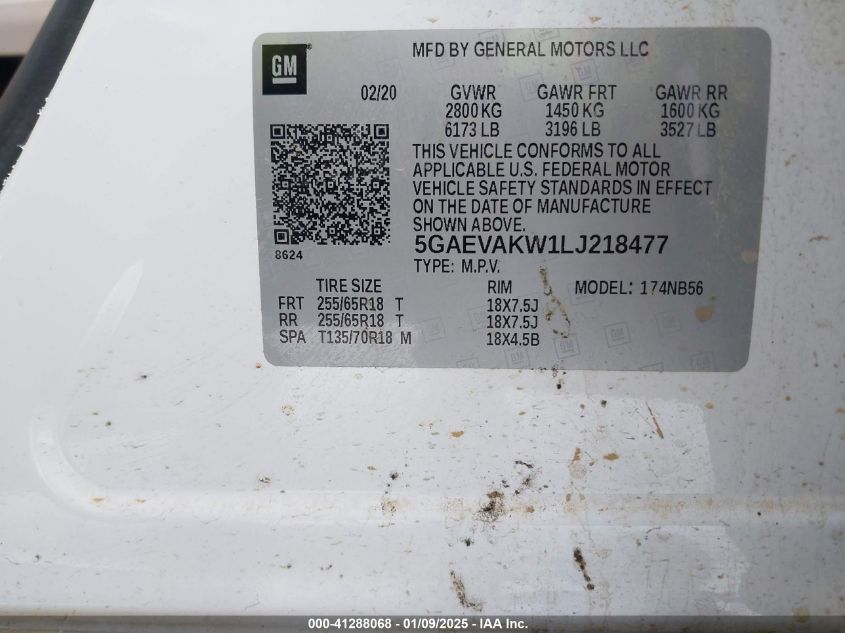 GM®
MFD BY GENERAL MOTORS LLC
02/20 GVWR GAWR FRT GAWR RR
2800 KG 1450 KG 1600 KG
6173 LB 3196 LB 3527 LB
THIS VEHICLE CONFORMS TO ALL
APPLICABLE U.S. FEDERAL MOTOR
VEHICLE SAFETY STANDARDS IN EFFECT
ON THE DATE OF MANUFACTURE
SHOWN ABOVE.
8624
5GAEVAKW1LJ218477
TYPE: M.P.V.
TIRE SIZE RIM MODEL: 174NB56
FRT 255/65R18 T 18X7.5J
RR 255/65R18 T 18X7.5J
SPA T135/70R18 M 18X4.5B
000-41288068 - 01/09/2025 - IAA Inc.